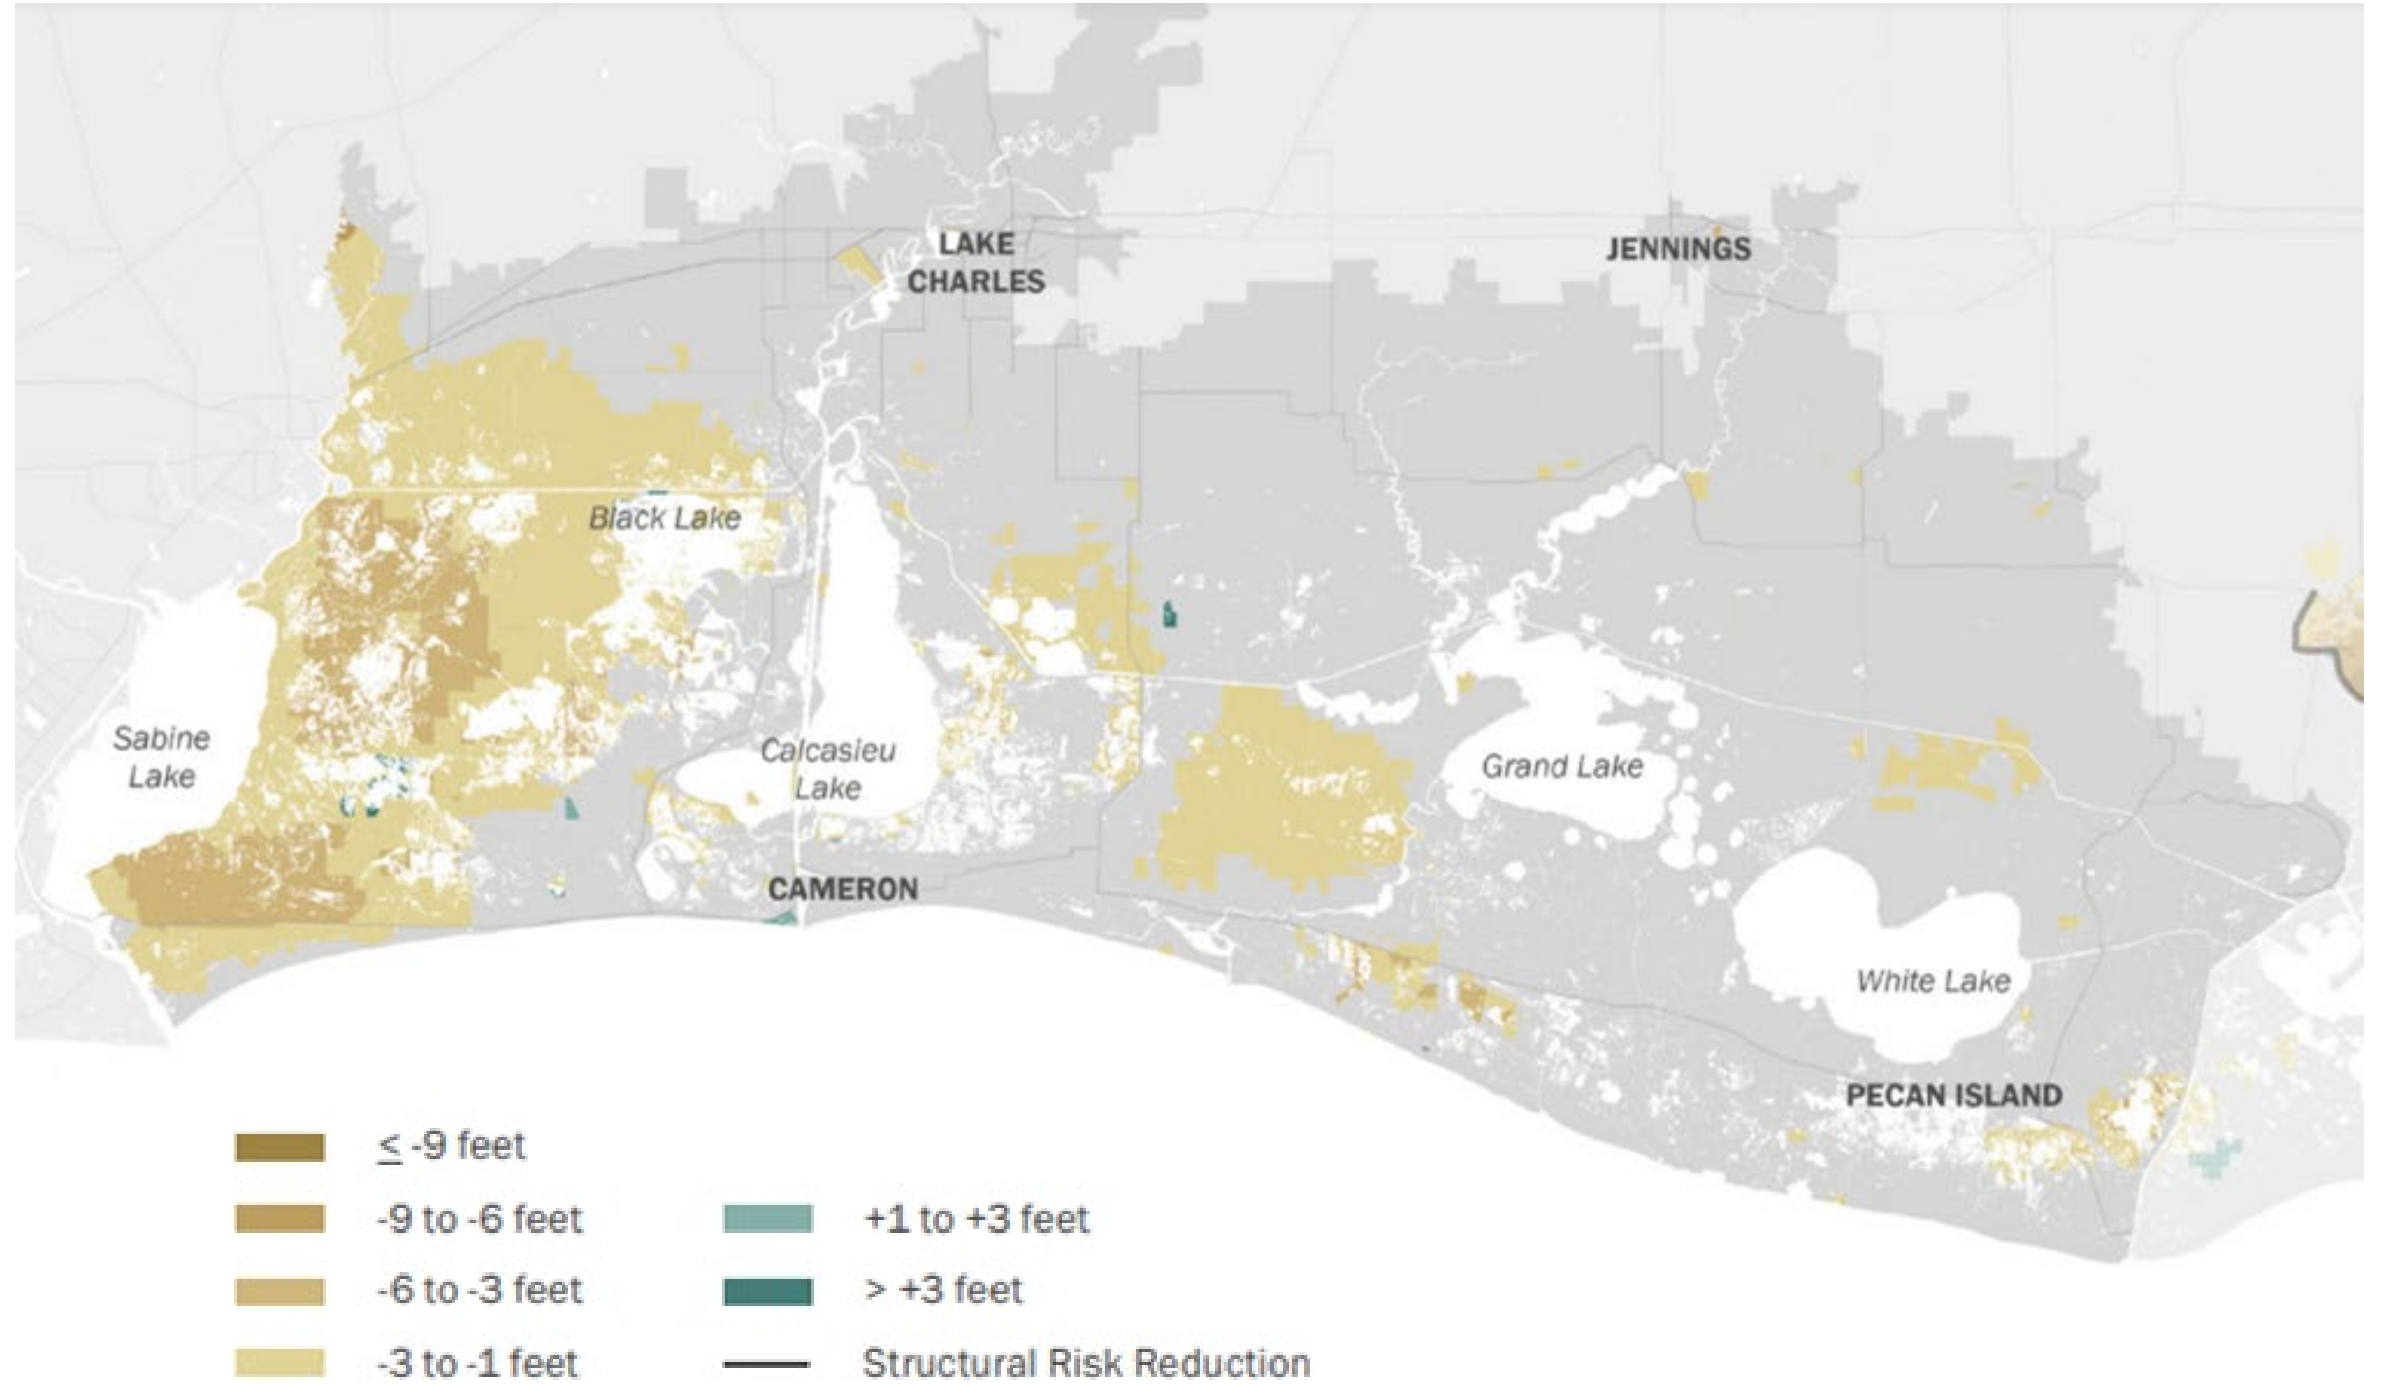 LAKE
CHARLES
JENNINGS
Black Lake
Sabine
Lake
Calcasieu
Lake
Grand Lake
CAMERON
White Lake
PECAN ISLAND
≤ -9 feet
-9 to -6 feet
+1 to +3 feet
-6 to -3 feet
> +3 feet
-3 to -1 feet
Structural Risk Reduction